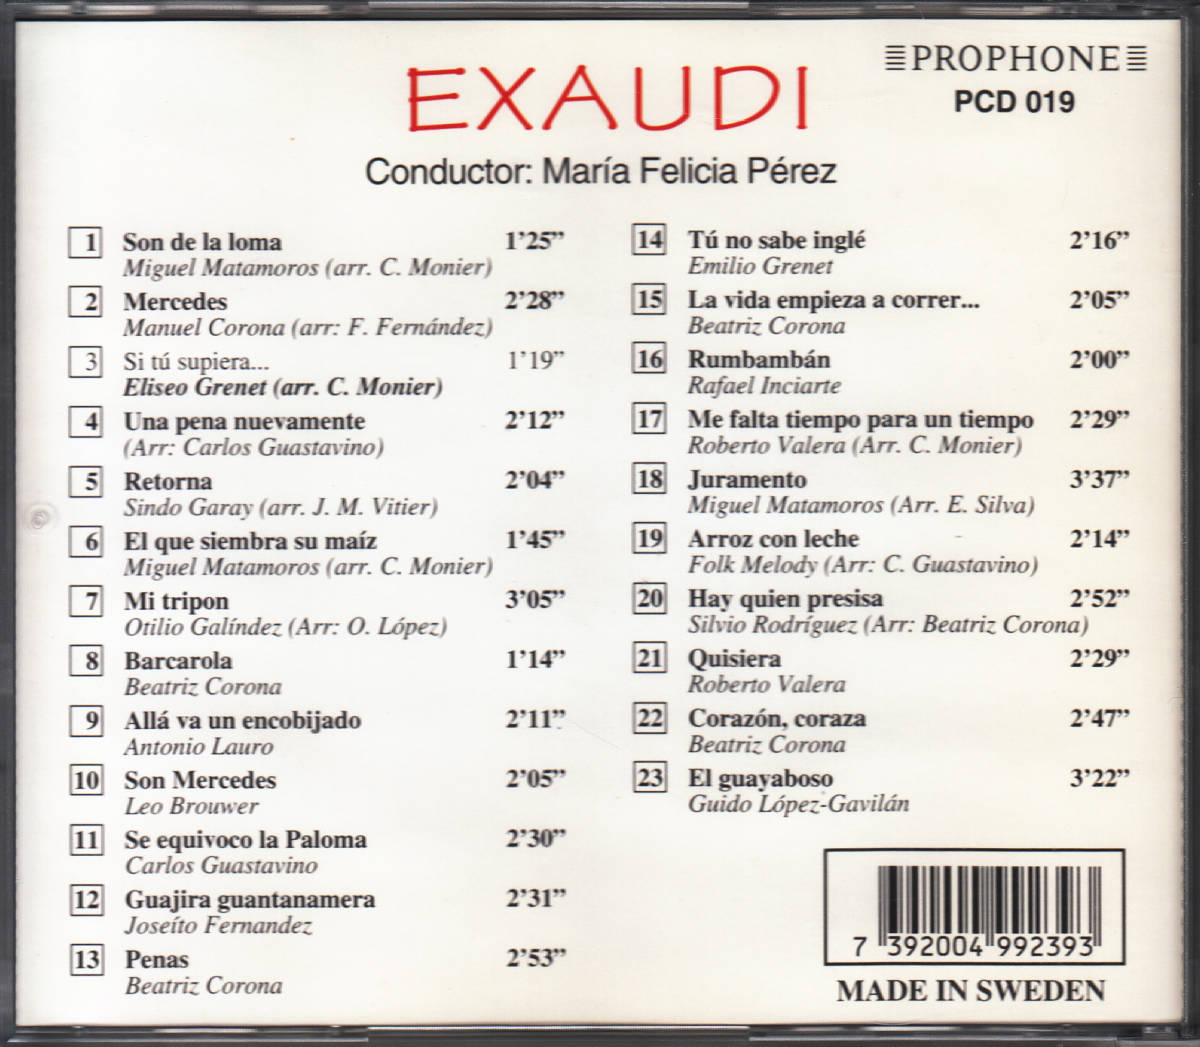 PROPHONE
PCD 019
EXAUDI
Conductor: María Felicia Pérez
1 Son de la loma 1’25”
Miguel Matamoros (arr. C. Monier)
2 Mercedes 2’28”
Manuel Corona (arr: F. Fernández)
3 Si tú supiera... 1’19”
Eliseo Grenet (arr. C. Monier)
4 Una pena nuevamente 2’12”
(Arr: Carlos Guastavino)
5 Retorna 2’04”
Sindo Garay (arr. J. M. Vitier)
6 El que siembra su maíz 1’45”
Miguel Matamoros (arr. C. Monier)
7 Mi tripon 3’05”
Otilio Galíndez (Arr: O. López)
8 Barcarola 1’14”
Beatriz Corona
9 Allá va un encobijado 2’11”
Antonio Lauro
10 Son Mercedes 2’05”
Leo Brouwer
11 Se equivoco la Paloma 2’30”
Carlos Guastavino
12 Guajira guantanamera 2’31”
Joseíto Fernandez
13 Penas 2’53”
Beatriz Corona
14 Tú no sabe inglé 2’16”
Emilio Grenet
15 La vida empieza a correr... 2’05”
Beatriz Corona
16 Rumbambán 2’00”
Rafael Inciarte
17 Me falta tiempo para un tiempo 2’29”
Roberto Valera (Arr. C. Monier)
18 Juramento 3’37”
Miguel Matamoros (Arr. E. Silva)
19 Arroz con leche 2’14”
Folk Melody (Arr: C. Guastavino)
20 Hay quien presisa 2’52”
Silvio Rodríguez (Arr: Beatriz Corona)
21 Quisiera 2’29”
Roberto Valera
22 Corazón, coraza 2’47”
Beatriz Corona
23 El guayaboso 3’22”
Guido López-Gavilán
7 392004 992393
MADE IN SWEDEN